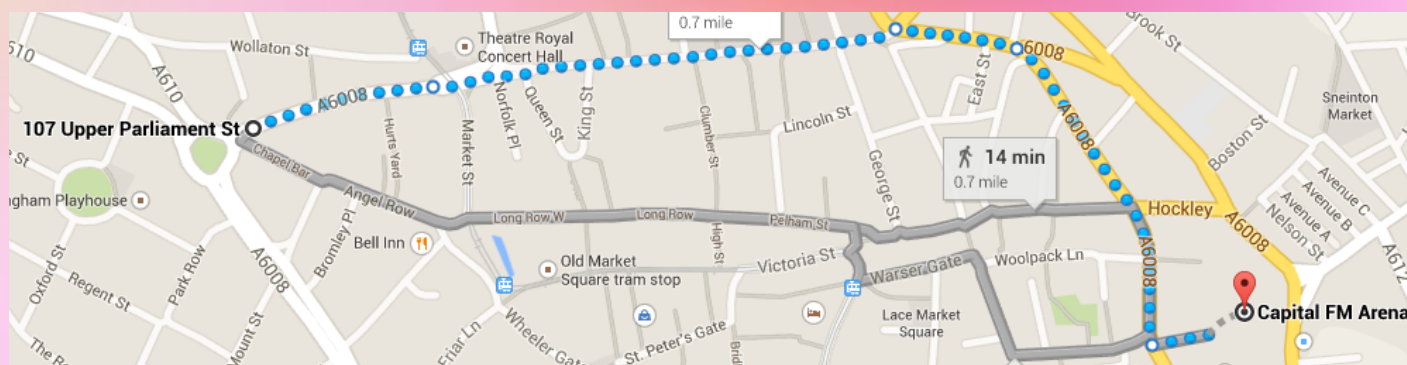 0.7 mile
Wollaton St
Theatre Royal
Concert Hall
Brook St
A610
A6008
Norfolk Pl
Queen St
King St
Clumber St
Lincoln St
East St
6008
Sneinton
Market
107 Upper Parliament St
Hurts Yard
Market St
George St
A6008
Boston St
Chapel Bar
14 min
0.7 mile
Avenue C
Avenue B
Avenue A
Nelson St
gham Playhouse
Angel Row
Long Row W
Long Row
Pelham St
Hockley
A6008
Bell Inn
Bromley Pl
Park Row
Oxford St
A6008
High St
Old Market
Square tram stop
Victoria St
Warser Gate
Woolpack Ln
A6008
A612
Regent St
Mount St
Friar Ln
Wheeler Gate
St. Peter's Gate
Lace Market
Square
Capital FM Arena
The R